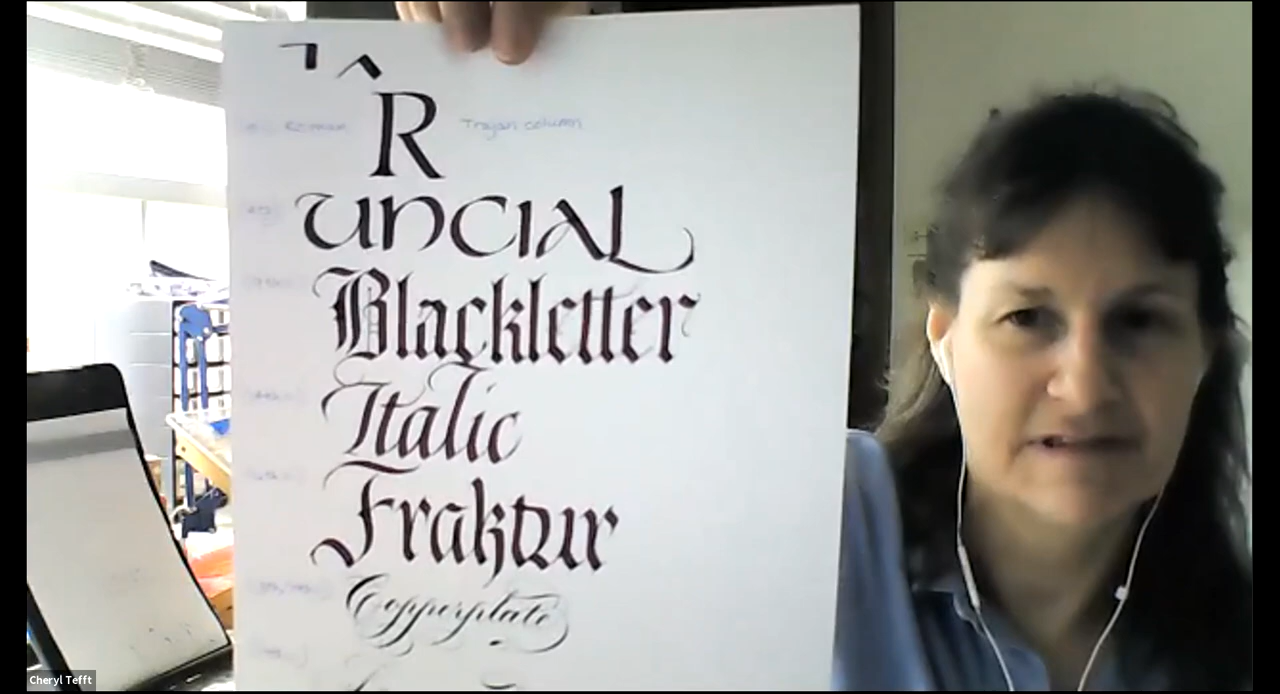 Roman R Trajan column
UNCIAL
Blackletter
Italic
Fraktur
Copperplate
Cheryl Tefft